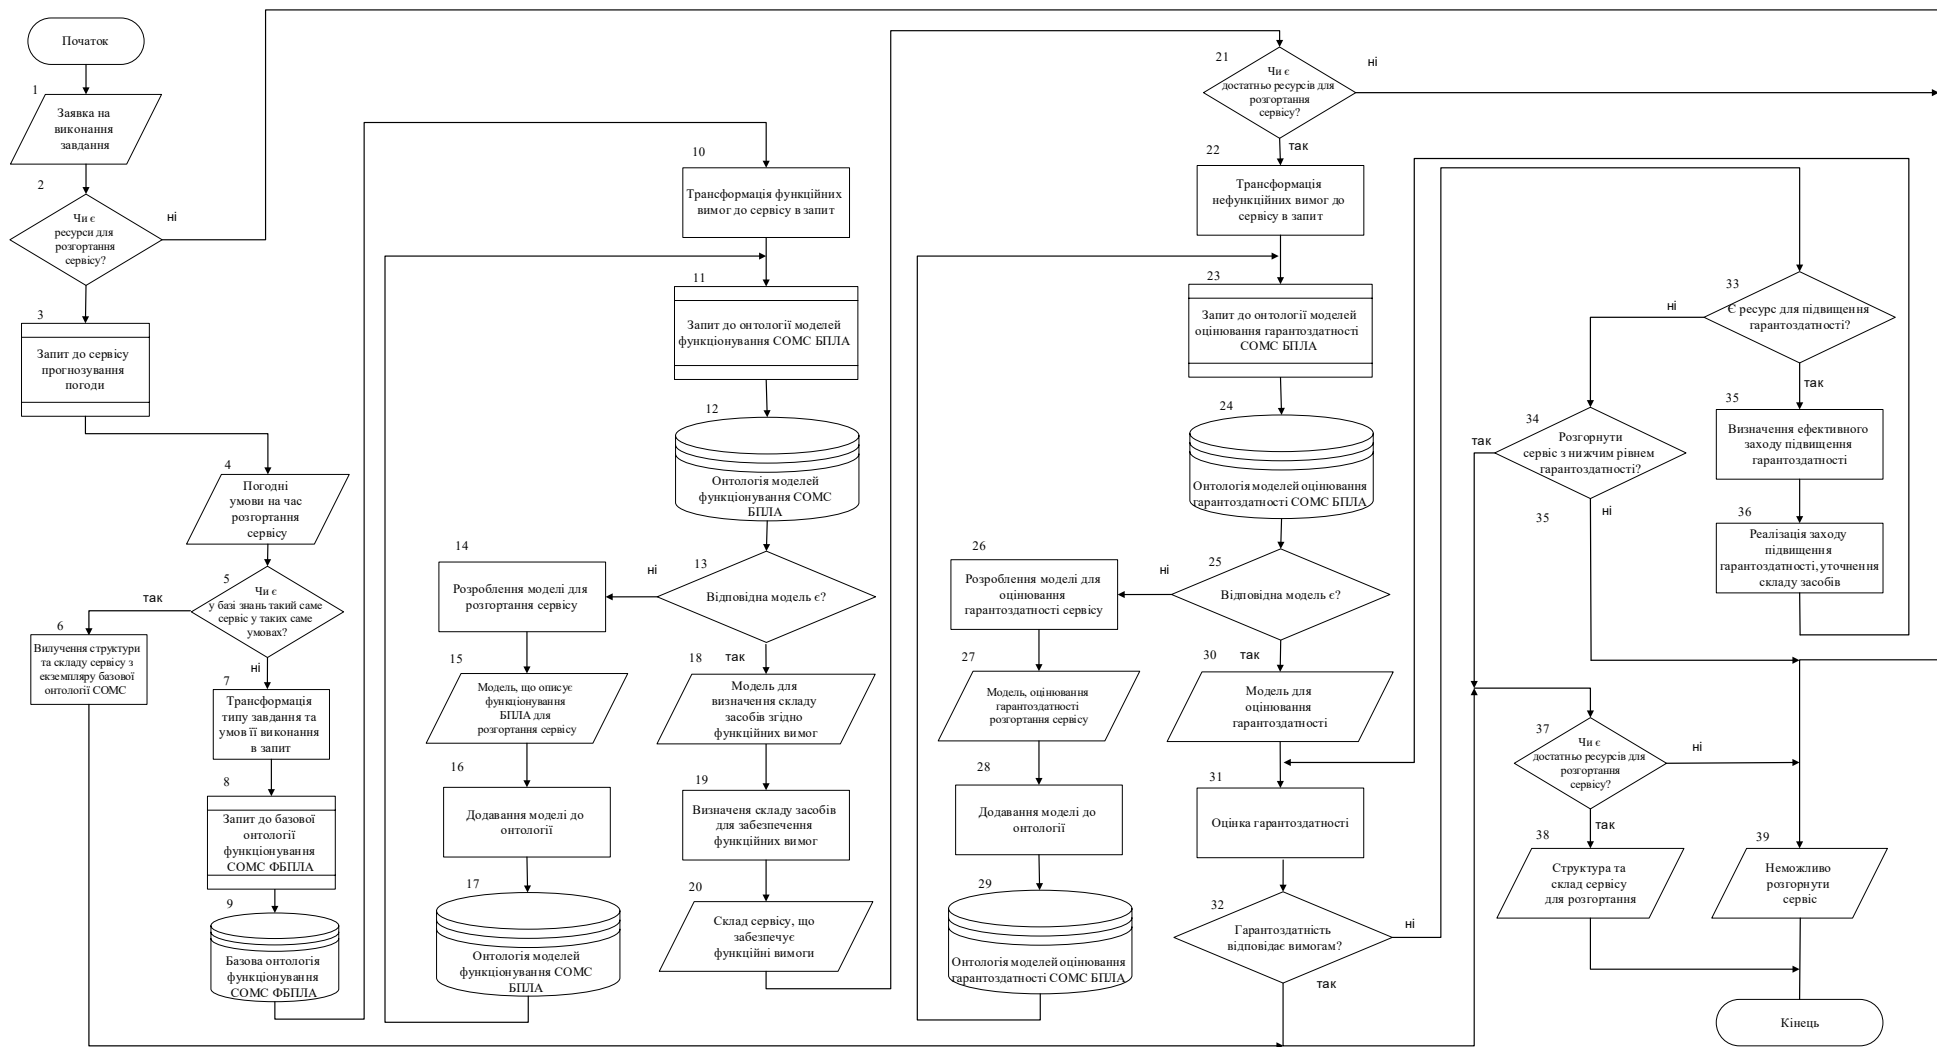 Початок
1
Заявка на
виконання
завдання
2
Чи є
ресурси для
розгортання
сервісу?
ні
3
Запит до сервісу
прогнозування
погоди
4
Погодні
умови на час
розгортання
сервісу
5
Чи є
у базі знань такий саме
сервіс у таких саме
умовах?
так
ні
6
Вилучення структури
та складу сервісу з
екземпляру базової
онтології СОМС
7
Трансформація
типу завдання та
умов її виконання
в запит
8
Запит до базової
онтології
функціонування
СОМС ФБПЛА
9
Базова онтологія
функціонування
СОМС ФБПЛА
10
Трансформація функційних
вимог до сервісу в запит
11
Запит до онтології моделей
функціонування СОМС БПЛА
12
Онтологія моделей
функціонування СОМС
БПЛА
13
Відповідна модель є?
ні
так
14
Розроблення моделі для
розгортання сервісу
15
Модель, що описує
функціонування
БПЛА для
розгортання сервісу
16
Додавання моделі до
онтології
17
Онтологія моделей
функціонування СОМС
БПЛА
18
Модель для
визначення складу
засобів згідно
функційних вимог
19
Визначеня складу засобів
для забезпечення
функційних вимог
20
Склад сервісу, що
забезпечує
функційні вимоги
21
Чи є
достатньо ресурсів для
розгортання
сервісу?
ні
так
22
Трансформація
нефункційних вимог до
сервісу в запит
23
Запит до онтології моделей
оцінювання гарантоздатності
СОМС БПЛА
24
Онтологія моделей оцінювання
гарантоздатності СОМС БПЛА
25
Відповідна модель є?
ні
так
26
Розроблення моделі для
оцінювання
гарантоздатності сервісу
27
Модель, оцінювання
гарантоздатності
розгортання сервісу
28
Додавання моделі до
онтології
29
Онтологія моделей оцінювання
гарантоздатності СОМС БПЛА
30
Модель для
оцінювання
гарантоздатності
31
Оцінка гарантоздатності
32
Гарантоздатність
відповідає вимогам?
ні
так
33
Є ресурс для підвищення
гарантоздатності?
ні
так
34
Розгорнути
сервіс з нижчим рівнем
гарантоздатності?
так
ні
35
35
Визначення ефективного
заходу підвищення
гарантоздатності
36
Реалізація заходу
підвищення
гарантоздатності, уточнення
складу засобів
37
Чи є
достатньо ресурсів для
розгортання
сервісу?
ні
так
38
Структура та
склад сервісу
для розгортання
39
Неможливо
розгорнути
сервіс
Кінець